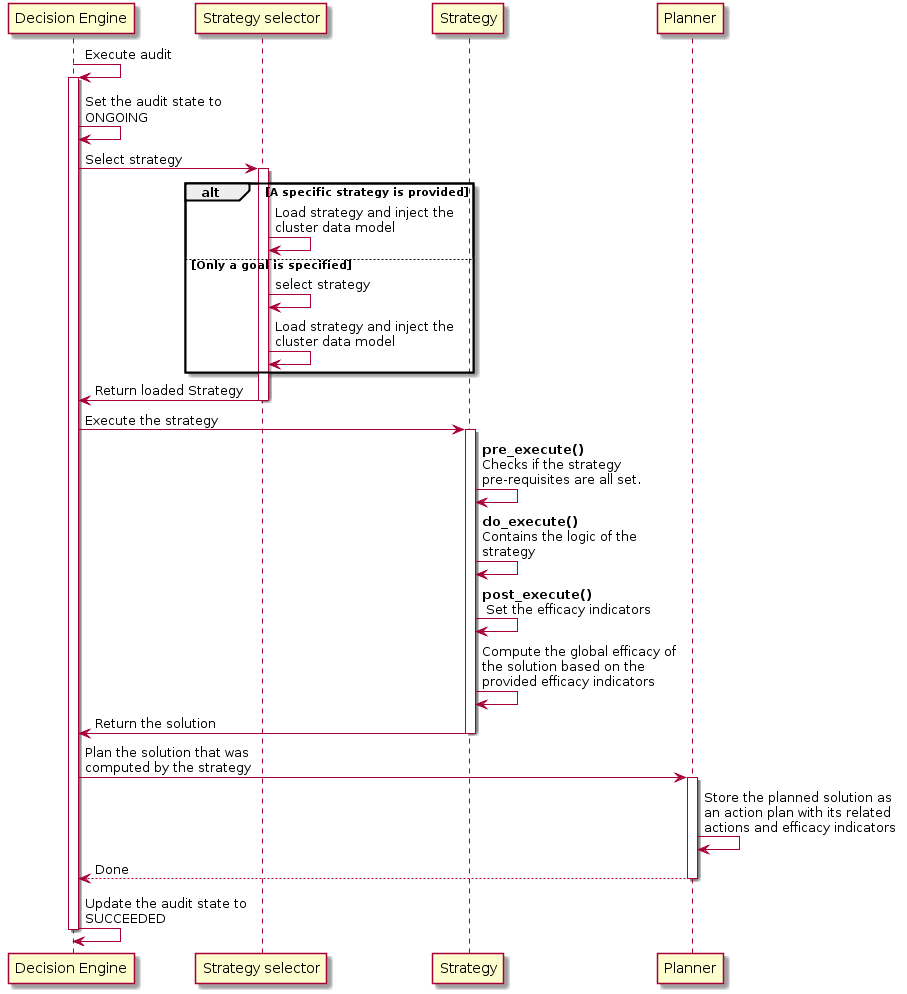 Decision Engine
Strategy selector
Strategy
Planner
Execute audit
Set the audit state to
ONGOING
Select strategy
alt
[A specific strategy is provided]
Load strategy and inject the
cluster data model
[Only a goal is specified]
select strategy
Load strategy and inject the
cluster data model
Return loaded Strategy
Execute the strategy
pre_execute()
Checks if the strategy
pre-requisites are all set.
do_execute()
Contains the logic of the
strategy
post_execute()
Set the efficacy indicators
Compute the global efficacy of
the solution based on the
provided efficacy indicators
Return the solution
Plan the solution that was
computed by the strategy
Store the planned solution as
an action plan with its related
actions and efficacy indicators
Done
Update the audit state to
SUCCEEDED
Decision Engine
Strategy selector
Strategy
Planner